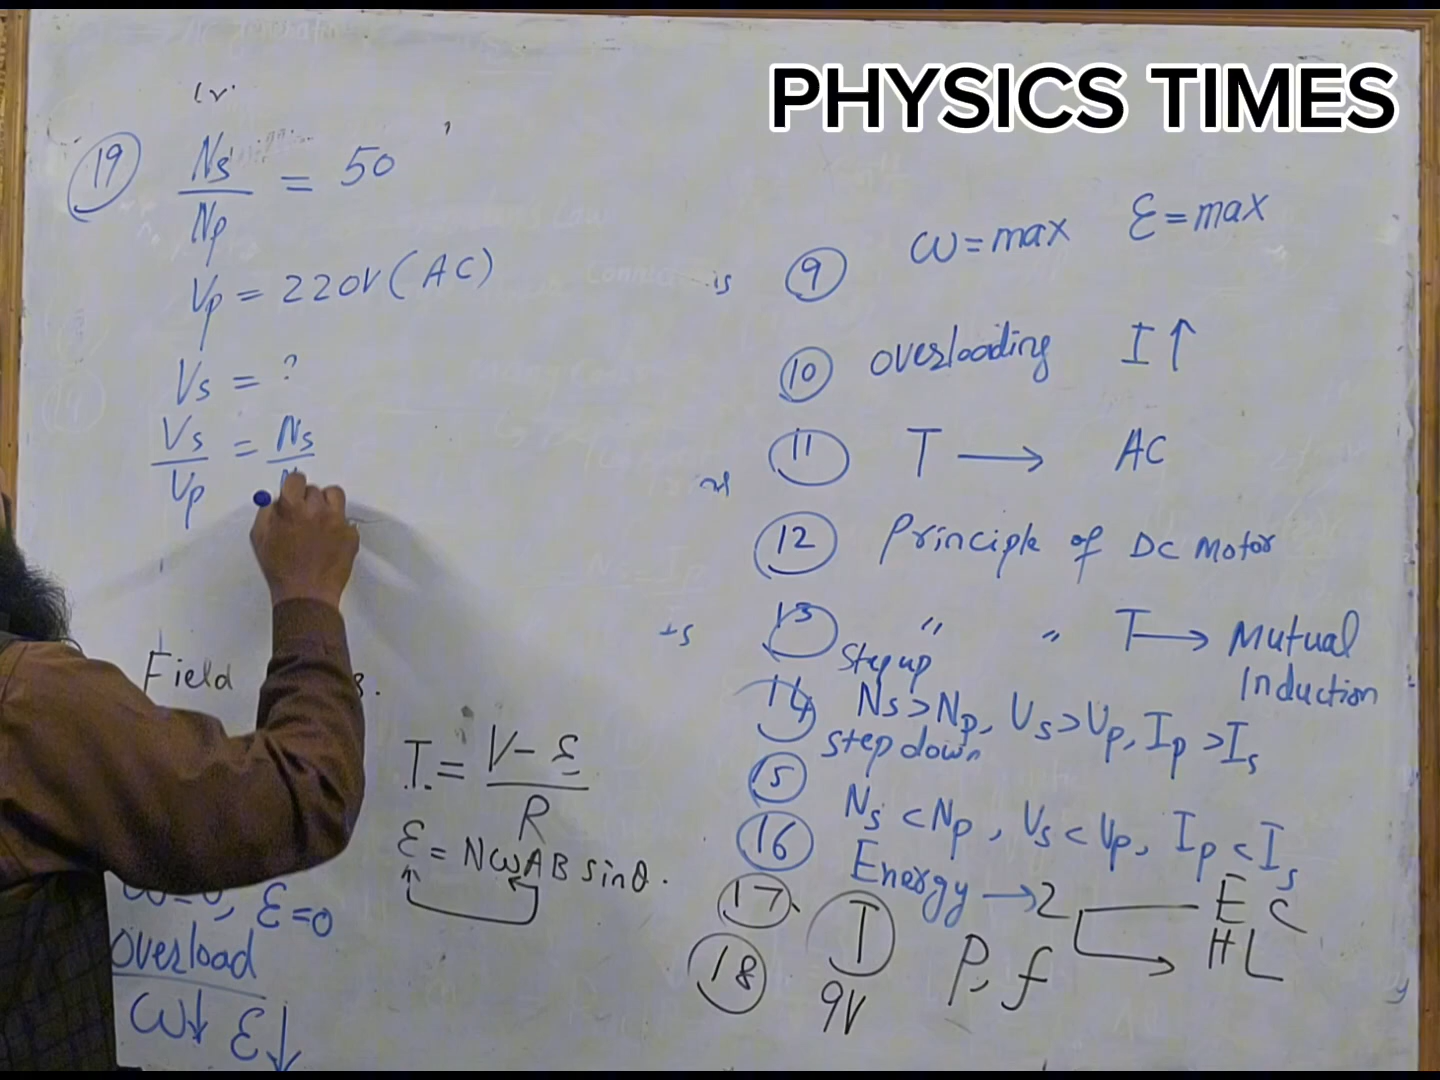 PHYSICS TIMES
19 Ns/Np = 50
Vp = 220V (AC)
Vs = ?
Vs/Vp = Ns/
Field
I = V - ε / R
ε = NωAB sinθ.
ε = 0
overload
ω↓ ε↓
9 ω = max ε = max
10 overloading I↑
11 T → AC
12 Principle of DC Motor
13 " " T → Mutual
Induction
Step up
14 Ns > Np, Vs > Vp, Ip > Is
step down
15 Ns < Np, Vs < Vp, Ip < Is
16 Energy → 2 EC
HL
17 T P, f
18 9V